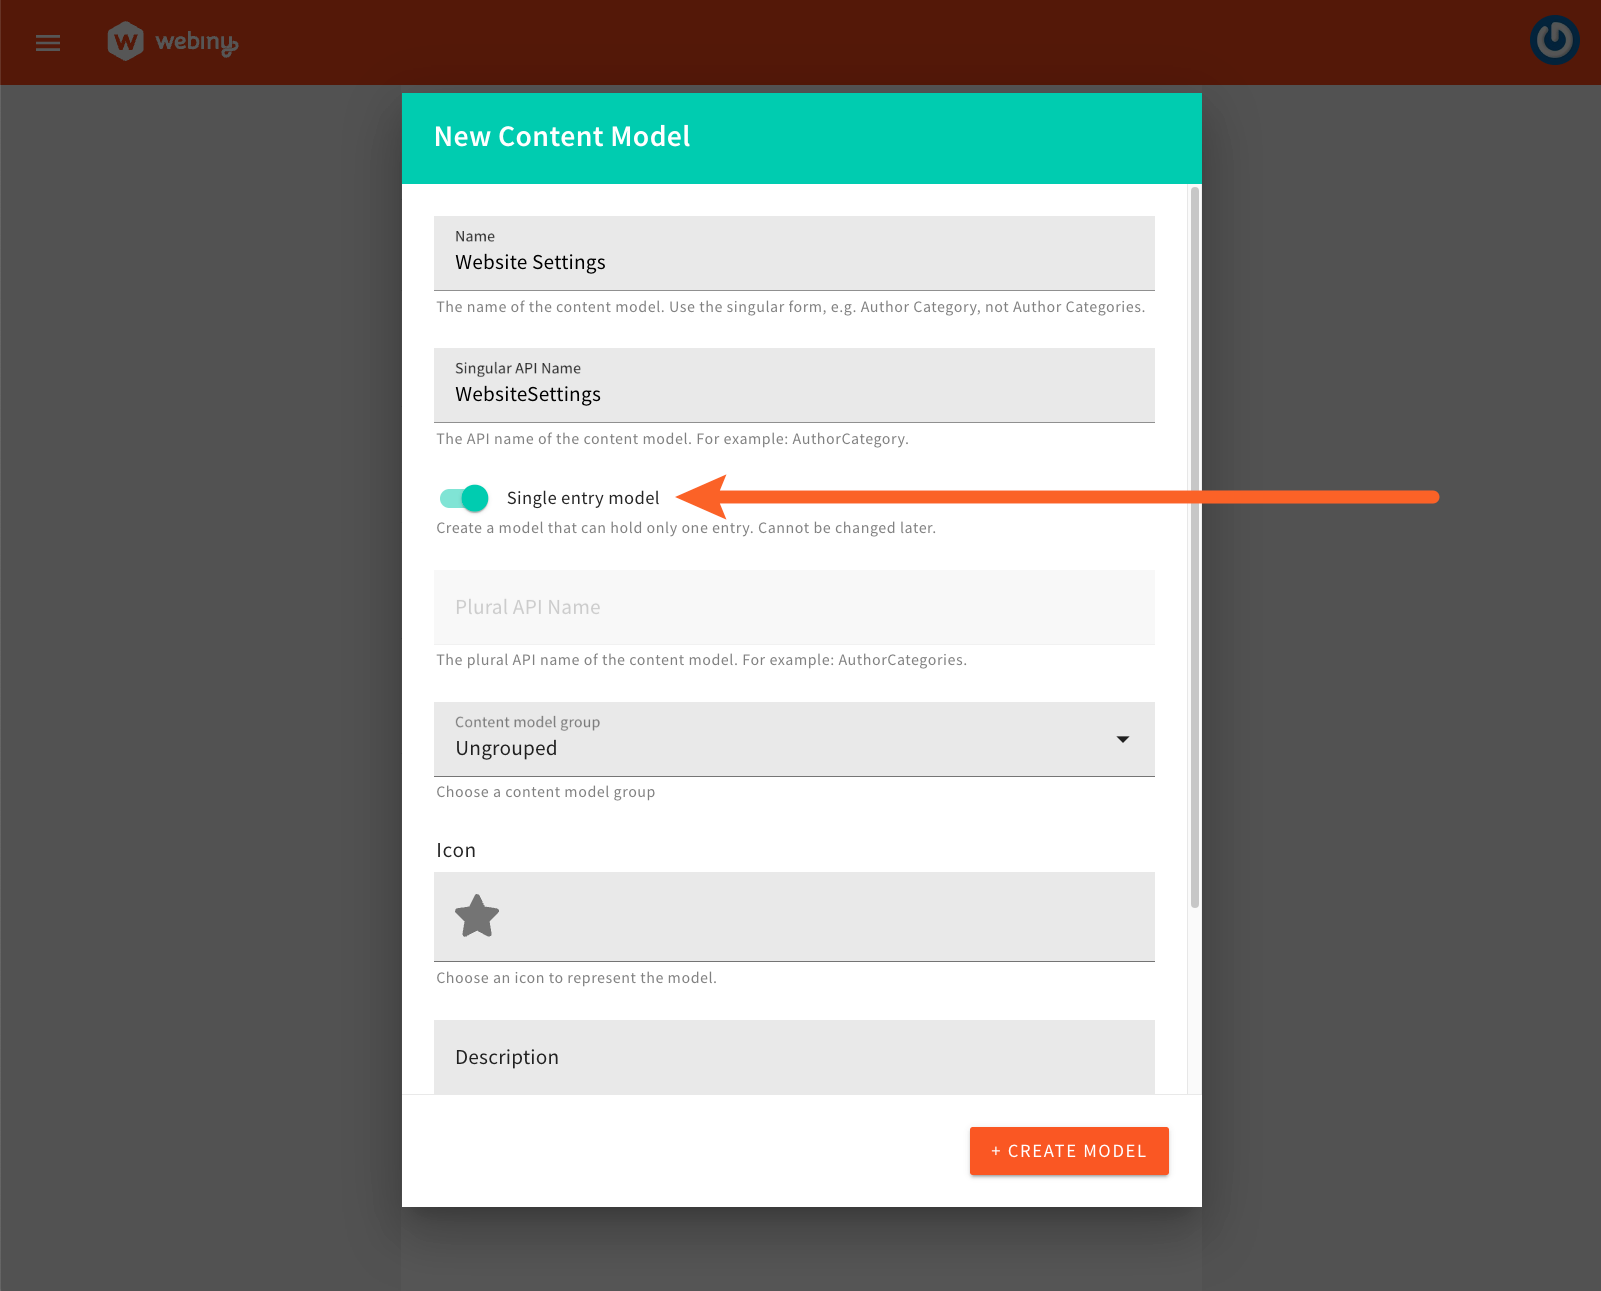 W webiny
New Content Model
Name
Website Settings
The name of the content model. Use the singular form, e.g. Author Category, not Author Categories.
Singular API Name
WebsiteSettings
The API name of the content model. For example: AuthorCategory.
Single entry model
Create a model that can hold only one entry. Cannot be changed later.
Plural API Name
The plural API name of the content model. For example: AuthorCategories.
Content model group
Ungrouped
Choose a content model group
Icon
Choose an icon to represent the model.
Description
+ CREATE MODEL